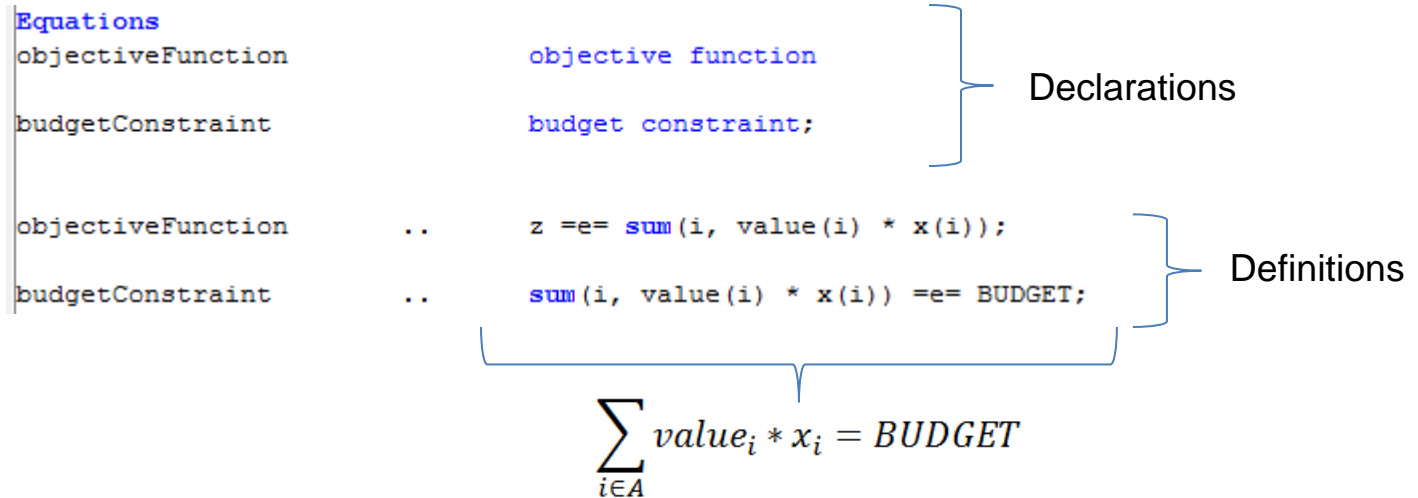 Equations
objectiveFunction objective function
Declarations
budgetConstraint budget constraint;
objectiveFunction .. z =e= sum(i, value(i) * x(i));
Definitions
budgetConstraint .. sum(i, value(i) * x(i)) =e= BUDGET;
∑ value_i * x_i = BUDGET
i∈A